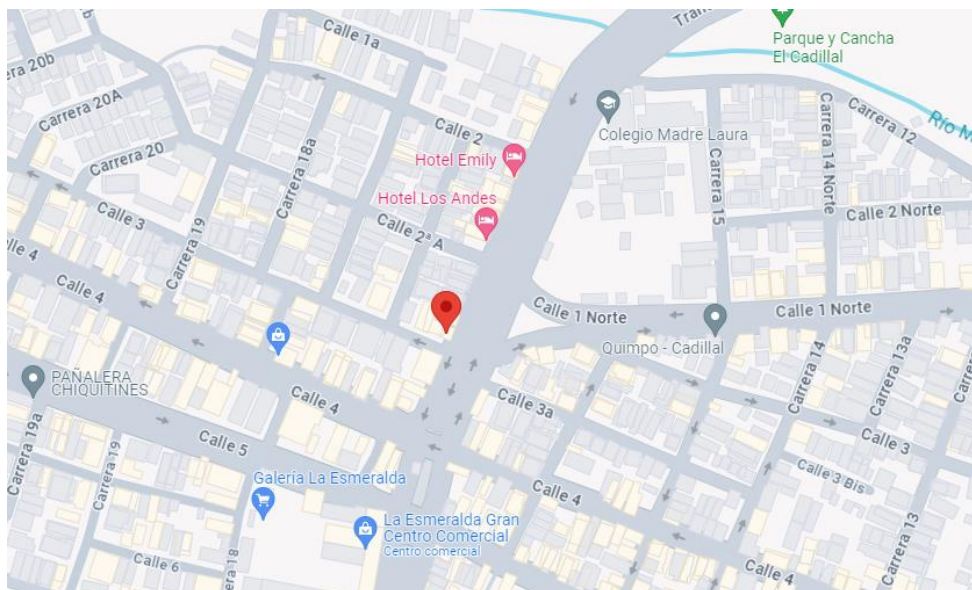 Calle 1a
Tran
Parque y Cancha
El Cadillal
era 20b
Carrera 20A
Calle 2
Colegio Madre Laura
Carrera 12
Río M
Carrera 14 Norte
Carrera 18a
Carrera 20
Hotel Emily
Carrera 15
Hotel Los Andes
Calle 2 Norte
Calle 3
Carrera 19
Calle 2ª A
Calle 4
Calle 1 Norte
Calle 1 Norte
Quimpo - Cadillal
Carrera 14
Carrera 13a
PAÑALERA
CHIQUITINES
Calle 4
Calle 3a
Carrera 19a
Calle 5
Calle 3
Carrera 19
Galería La Esmeralda
Calle 4
Calle 3 Bis
La Esmeralda Gran
Centro Comercial
Centro comercial
Carrera 13
Carrera 18
Calle 6
Calle 4